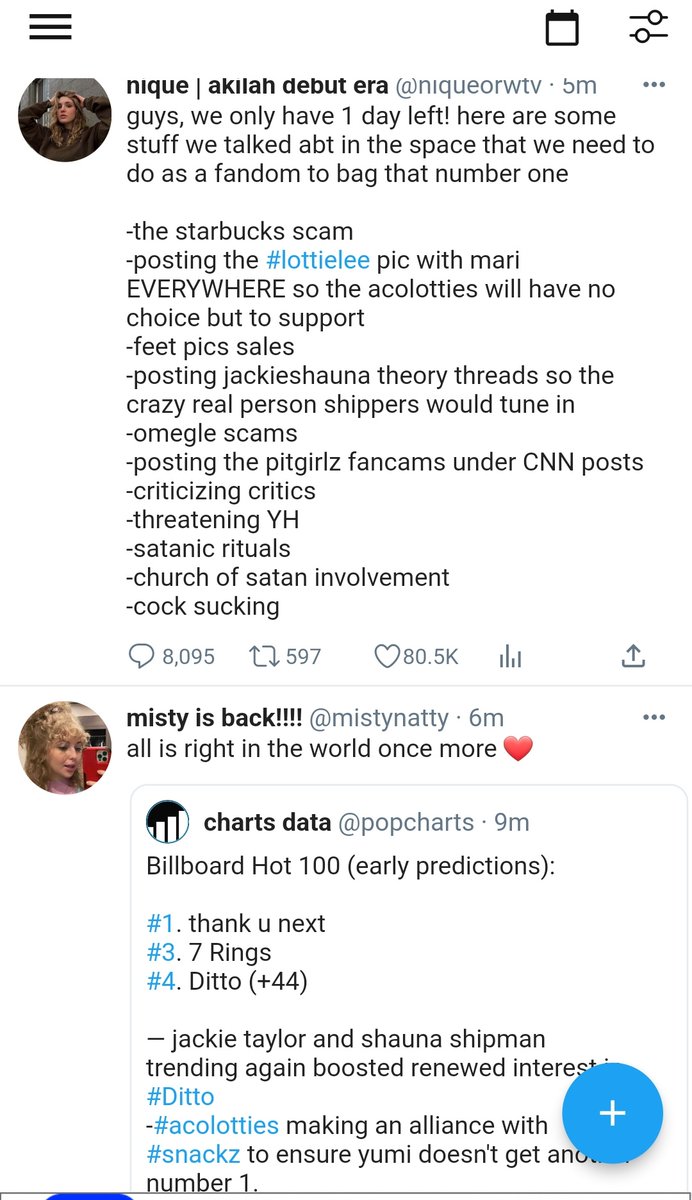 nique | akilah debut era @niqueorwtv · 5m
guys, we only have 1 day left! here are some
stuff we talked abt in the space that we need to
do as a fandom to bag that number one
-the starbucks scam
-posting the #lottielee pic with mari
EVERYWHERE so the acolotties will have no
choice but to support
-feet pics sales
-posting jackieshauna theory threads so the
crazy real person shippers would tune in
-omegle scams
-posting the pitgirlz fancams under CNN posts
-criticizing critics
-threatening YH
-satanic rituals
-church of satan involvement
-cock sucking
8,095 597 80.5K
misty is back!!!! @mistynatty · 6m
all is right in the world once more ❤️
charts data @popcharts · 9m
Billboard Hot 100 (early predictions):
#1. thank u next
#3. 7 Rings
#4. Ditto (+44)
— jackie taylor and shauna shipman
trending again boosted renewed interest
#Ditto
-#acolotties making an alliance with
#snackz to ensure yumi doesn't get
number 1.